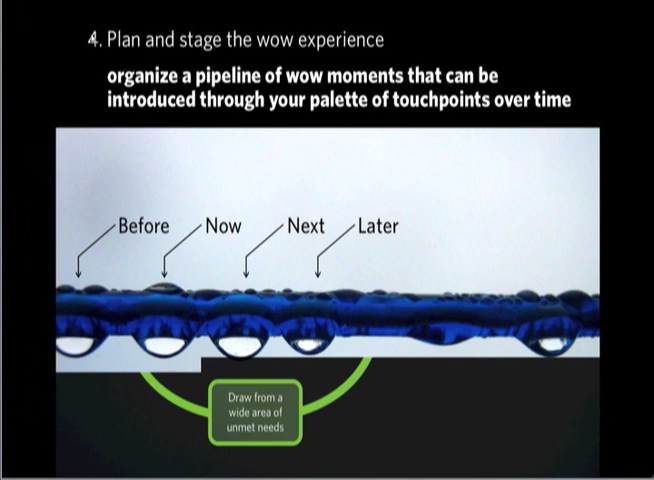 4. Plan and stage the wow experience
organize a pipeline of wow moments that can be
introduced through your palette of touchpoints over time
Before
Now
Next
Later
Draw from a
wide area of
unmet needs